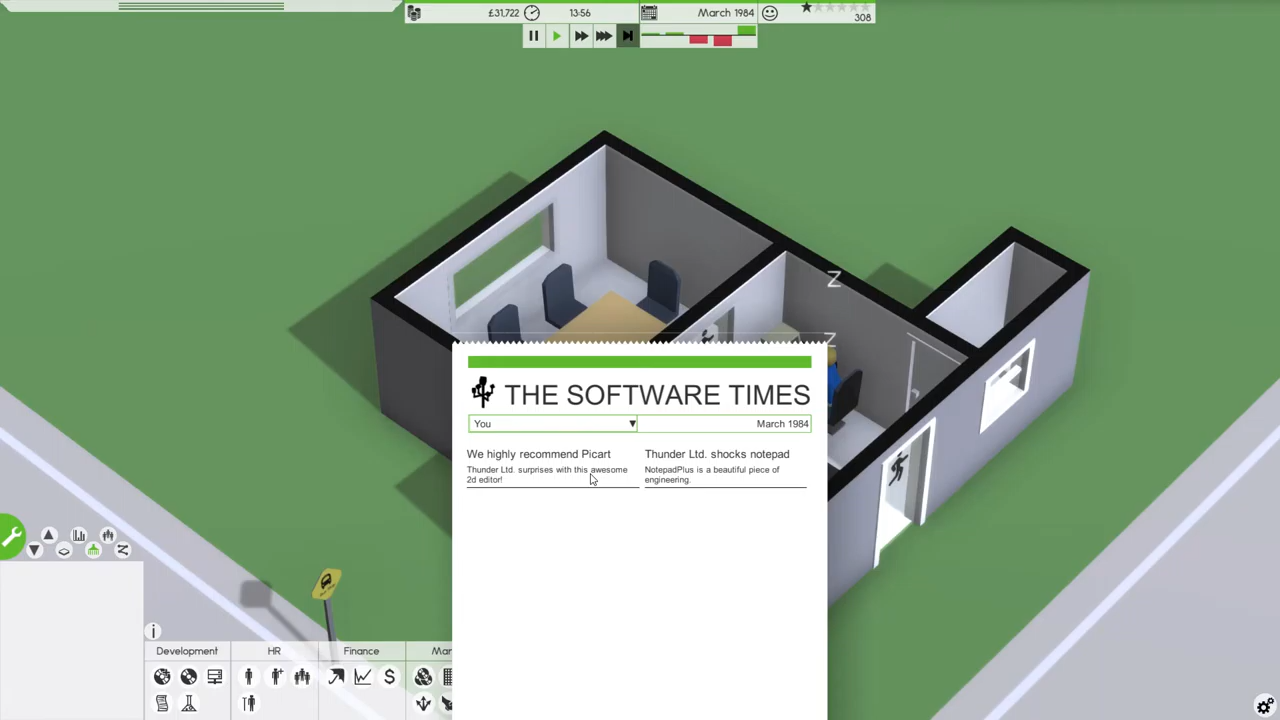 £31,722
13:56
March 1984
308
THE SOFTWARE TIMES
You
March 1984
We highly recommend Picart
Thunder Ltd. surprises with this awesome
2d editor!
Thunder Ltd. shocks notepad
NotepadPlus is a beautiful piece of
engineering.
Z
Z
Development
HR
Finance
Mar